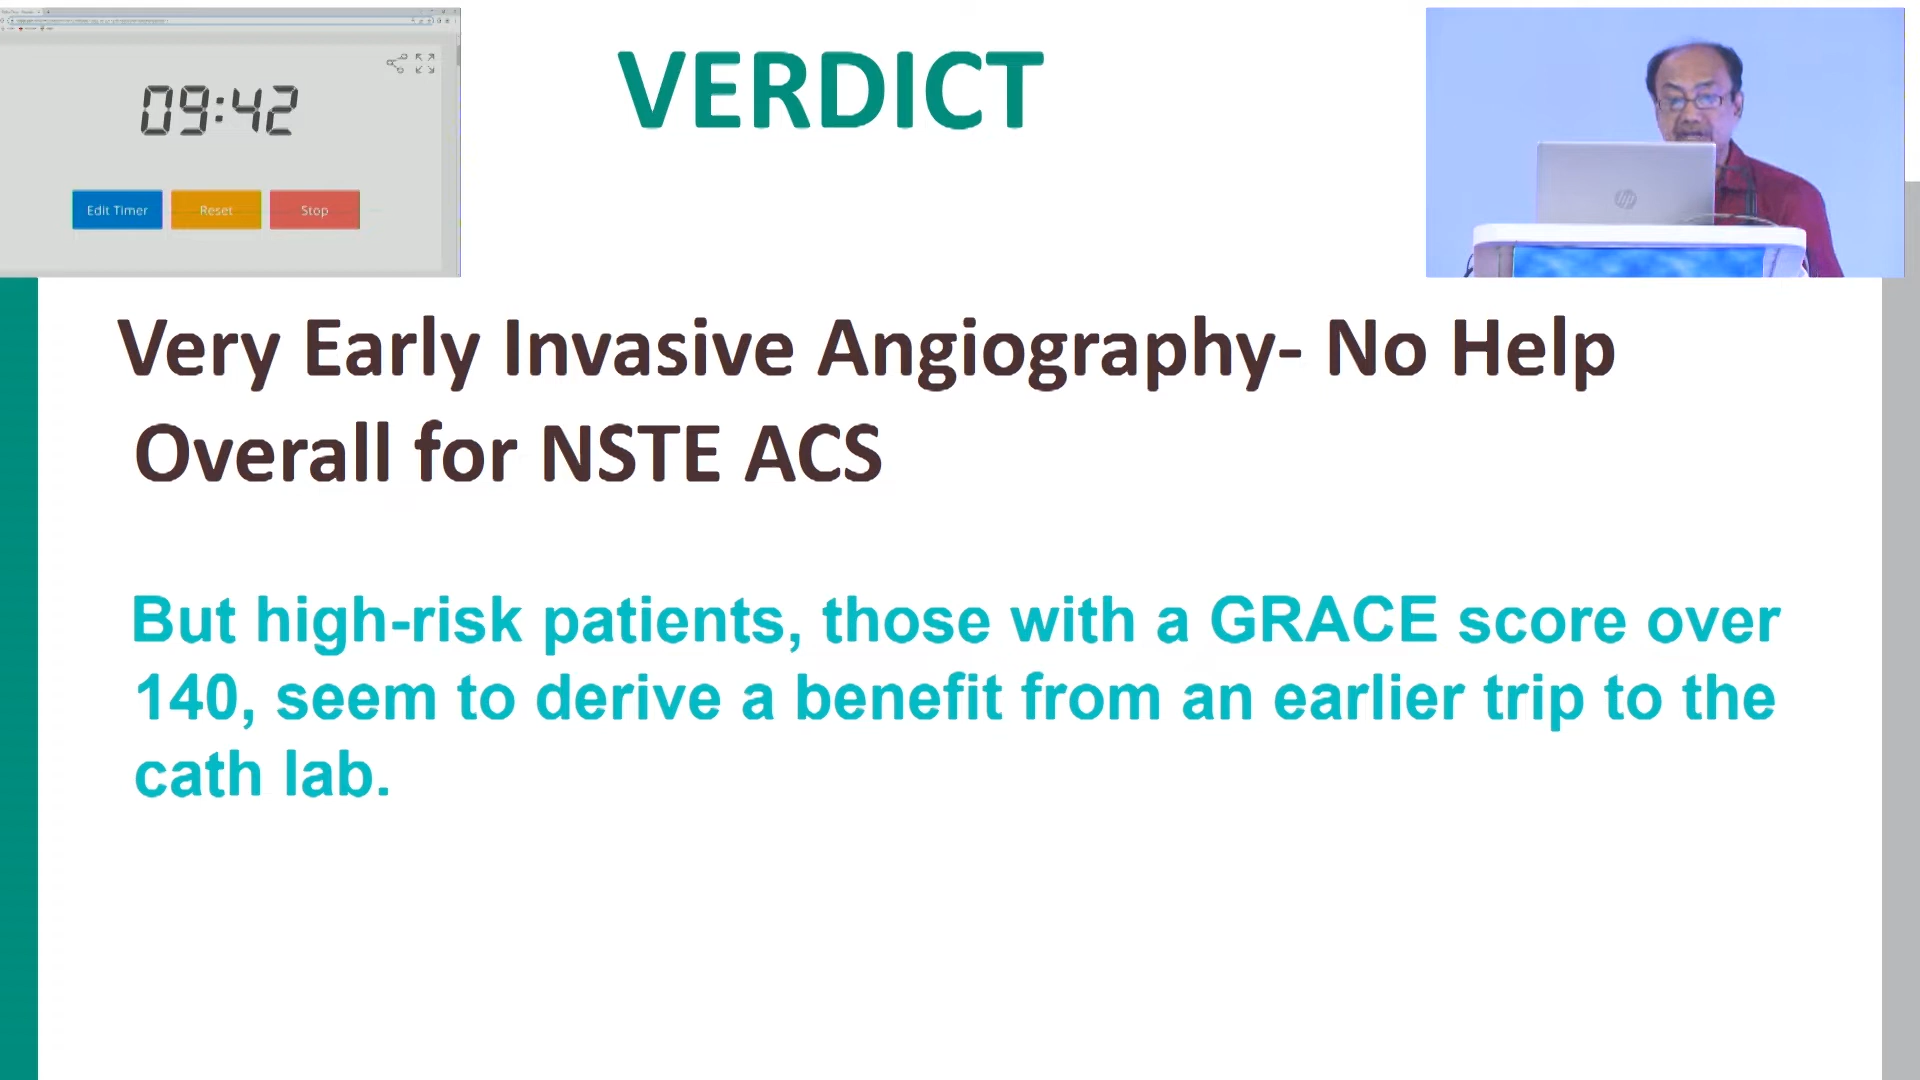 VERDICT
09:42
Edit Timer
Reset
Stop
hp
Very Early Invasive Angiography- No Help
Overall for NSTE ACS
But high-risk patients, those with a GRACE score over
140, seem to derive a benefit from an earlier trip to the
cath lab.